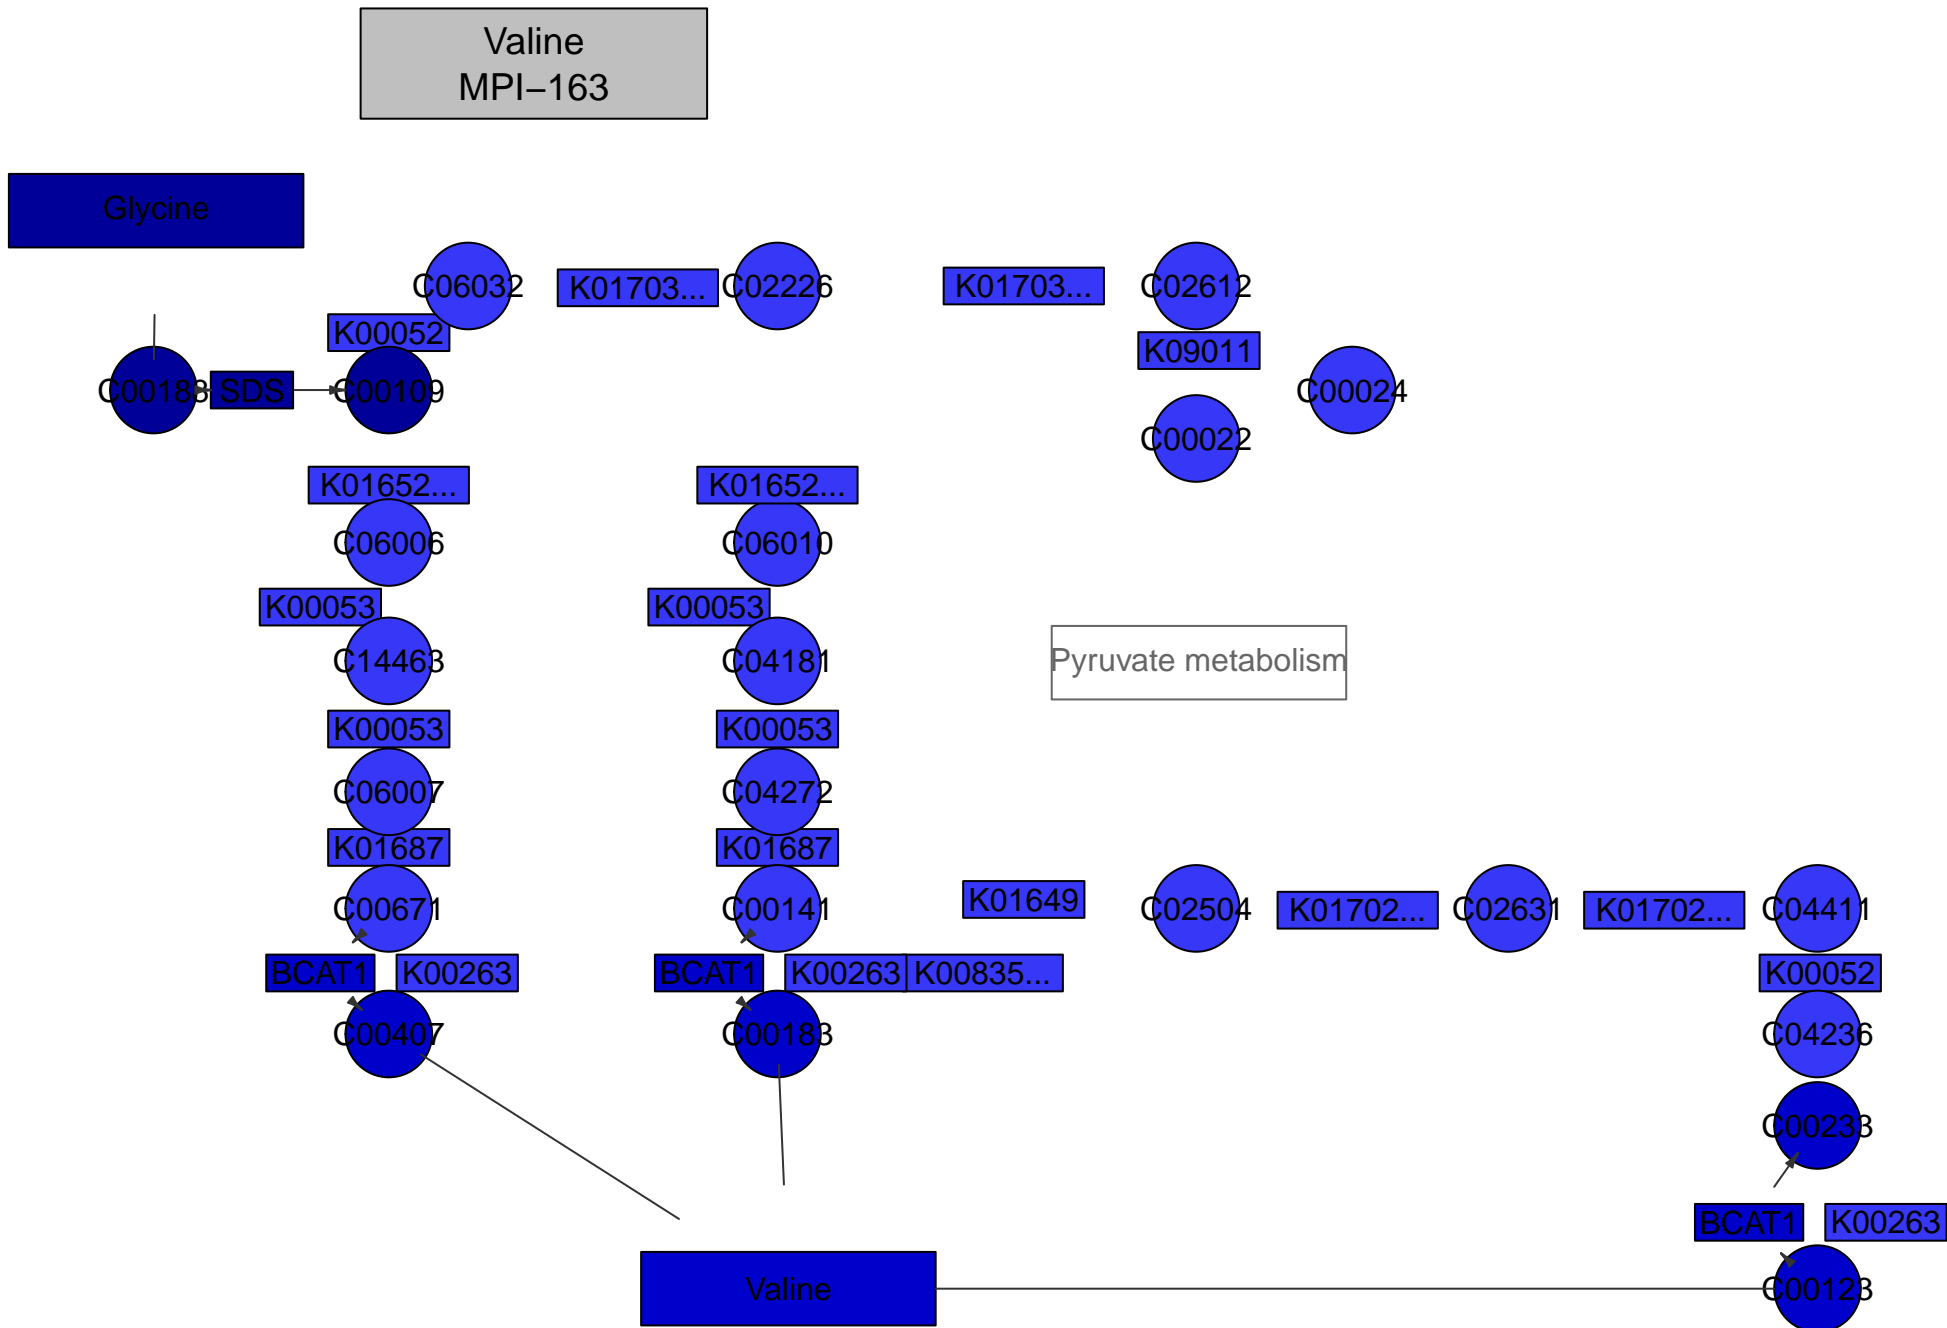 Valine
MPI−163
Glycine
C06032
K01703...
C02226
K01703...
C02612
K00052
K09011
C00188
SDS
C00109
C00024
C00022
K01652...
K01652...
C06006
C06010
K00053
K00053
C14463
C04181
Pyruvate metabolism
K00053
K00053
C06007
C04272
K01687
K01687
K01649
C00671
C00141
C02504
K01702...
C02631
K01702...
C04411
BCAT1
K00263
BCAT1
K00263
K00835...
K00052
C00407
C00183
C04236
C00233
BCAT1
K00263
Valine
C00123